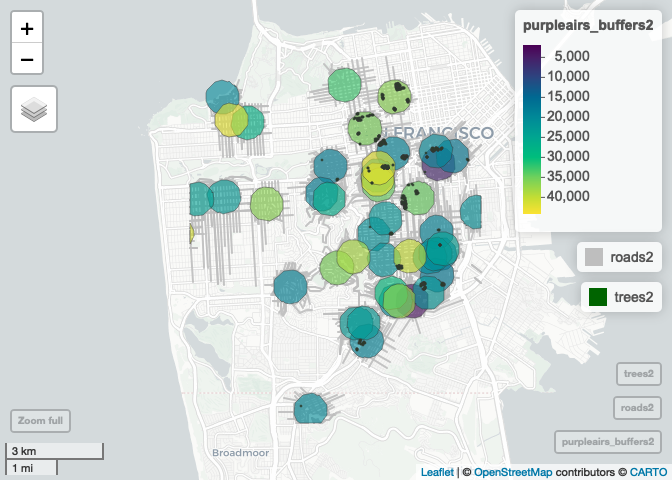 +
−
purpleairs_buffers2
5,000
10,000
15,000
20,000
25,000
30,000
35,000
40,000
FRANCISCO
roads2
trees2
trees2
roads2
purpleairs_buffers2
Zoom full
3 km
1 mi
Broadmoor
Leaflet | © OpenStreetMap contributors © CARTO